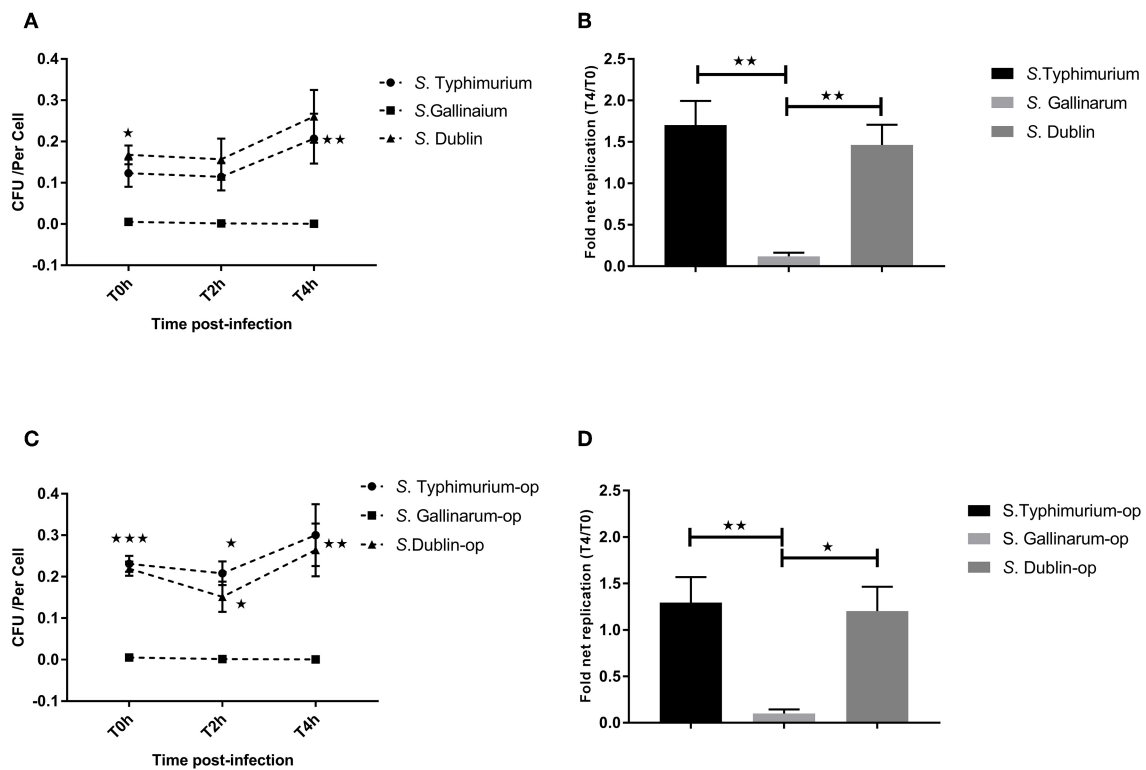 A
CFU /Per Cell
0.4
0.3
0.2
0.1
0.0
-0.1
T0h
T2h
T4h
Time post-infection
S. Typhimurium
S.Gallinaium
S. Dublin
B
Fold net replication (T4/T0)
2.5
2.0
1.5
1.0
0.5
0.0
S.Typhimurium
S. Gallinarum
S. Dublin
C
CFU /Per Cell
0.4
0.3
0.2
0.1
0.0
-0.1
T0h
T2h
T4h
Time post-infection
S. Typhimurium-op
S. Gallinarum-op
S.Dublin-op
D
Fold net replication (T4/T0)
2.5
2.0
1.5
1.0
0.5
0.0
S.Typhimurium-op
S. Gallinarum-op
S. Dublin-op